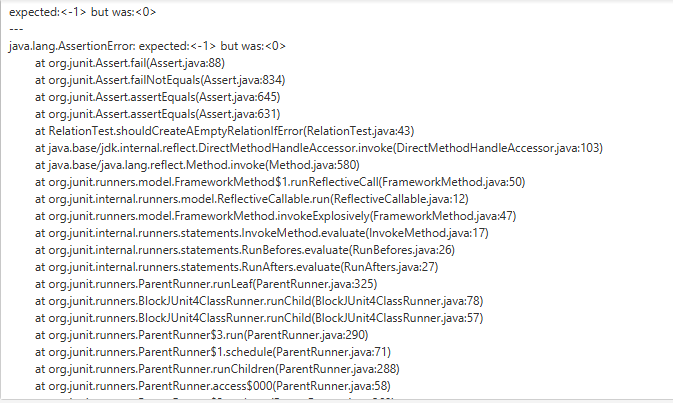 expected:<-1> but was:<0>
---
java.lang.AssertionError: expected:<-1> but was:<0>
at org.junit.Assert.fail(Assert.java:88)
at org.junit.Assert.failNotEquals(Assert.java:834)
at org.junit.Assert.assertEquals(Assert.java:645)
at org.junit.Assert.assertEquals(Assert.java:631)
at RelationTest.shouldCreateAEmptyRelationIfError(RelationTest.java:43)
at java.base/jdk.internal.reflect.DirectMethodHandleAccessor.invoke(DirectMethodHandleAccessor.java:103)
at java.base/java.lang.reflect.Method.invoke(Method.java:580)
at org.junit.runners.model.FrameworkMethod$1.runReflectiveCall(FrameworkMethod.java:50)
at org.junit.internal.runners.model.ReflectiveCallable.run(ReflectiveCallable.java:12)
at org.junit.runners.model.FrameworkMethod.invokeExplosively(FrameworkMethod.java:47)
at org.junit.internal.runners.statements.InvokeMethod.evaluate(InvokeMethod.java:17)
at org.junit.internal.runners.statements.RunBefores.evaluate(RunBefores.java:26)
at org.junit.internal.runners.statements.RunAfters.evaluate(RunAfters.java:27)
at org.junit.runners.ParentRunner.runLeaf(ParentRunner.java:325)
at org.junit.runners.BlockJUnit4ClassRunner.runChild(BlockJUnit4ClassRunner.java:78)
at org.junit.runners.BlockJUnit4ClassRunner.runChild(BlockJUnit4ClassRunner.java:57)
at org.junit.runners.ParentRunner$3.run(ParentRunner.java:290)
at org.junit.runners.ParentRunner$1.schedule(ParentRunner.java:71)
at org.junit.runners.ParentRunner.runChildren(ParentRunner.java:288)
at org.junit.runners.ParentRunner.access$000(ParentRunner.java:58)